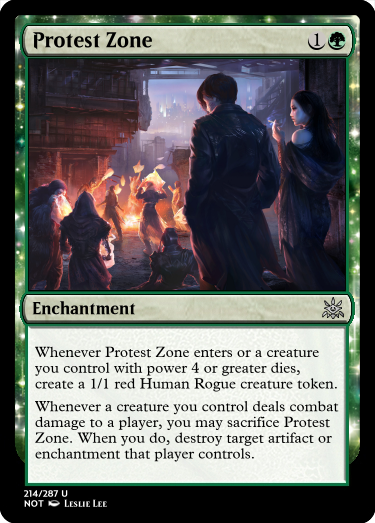 Protest Zone 1
Enchantment
Whenever Protest Zone enters or a creature
you control with power 4 or greater dies,
create a 1/1 red Human Rogue creature token.
Whenever a creature you control deals combat
damage to a player, you may sacrifice Protest
Zone. When you do, destroy target artifact or
enchantment that player controls.
214/287 U
NOT Leslie Lee